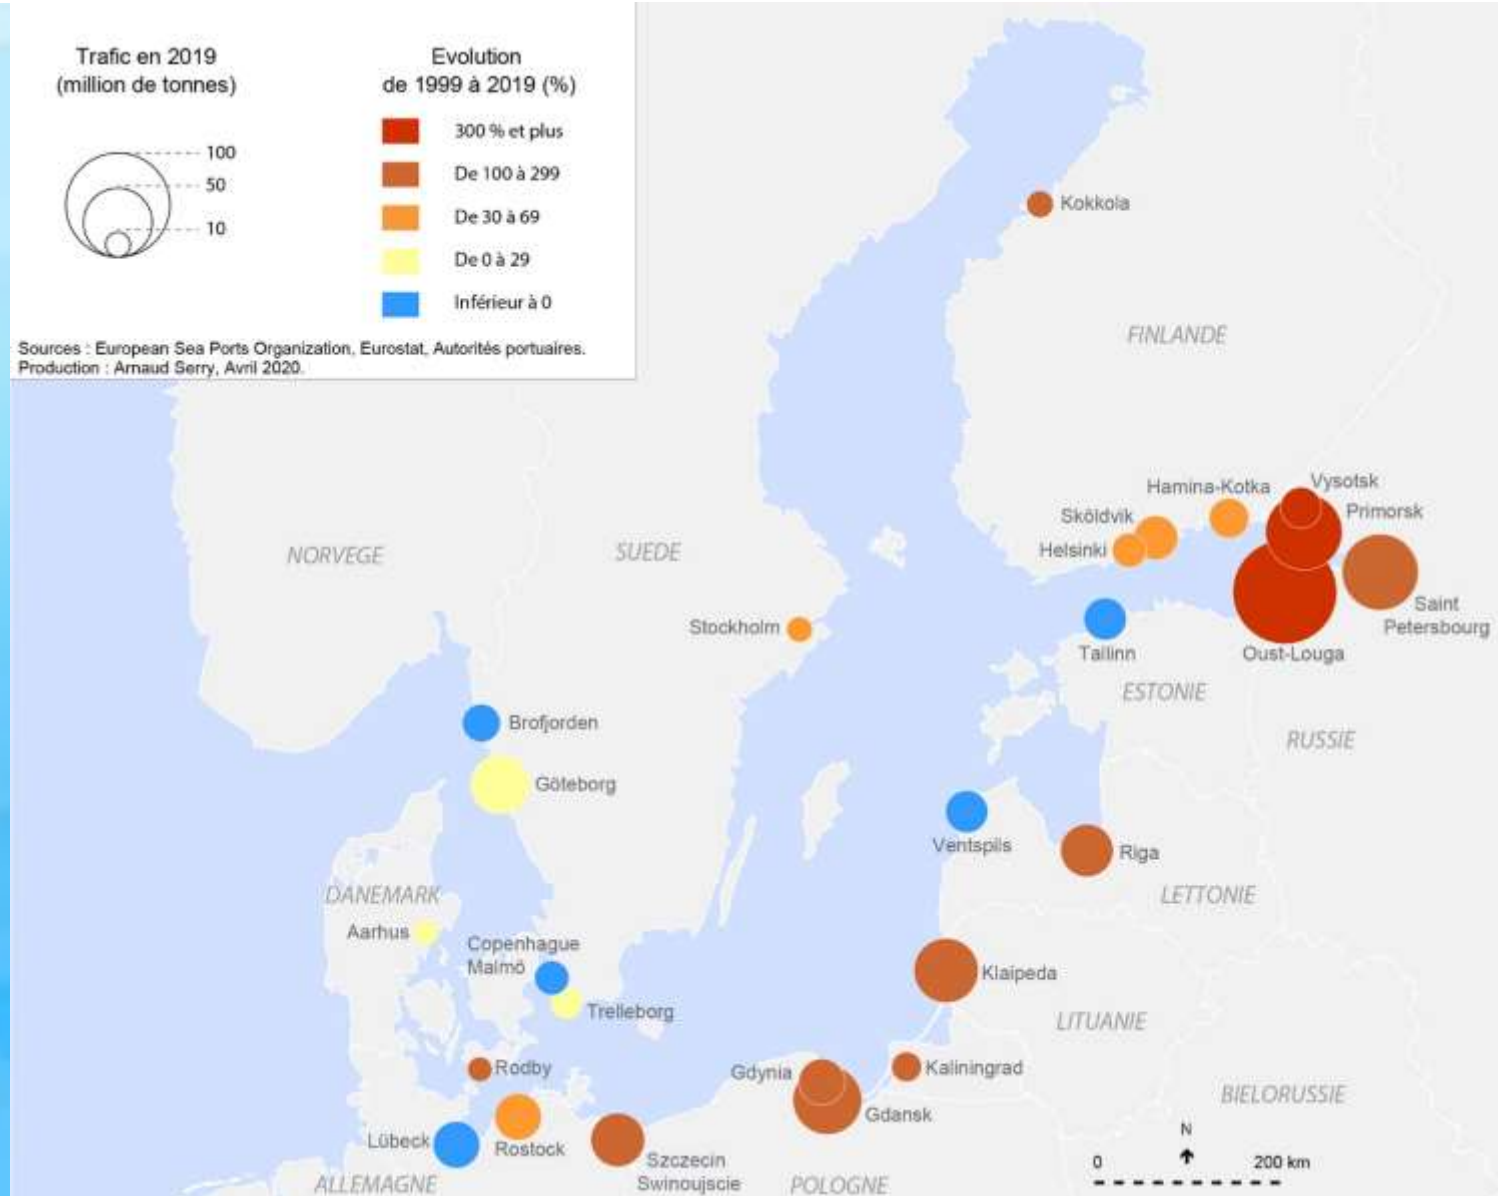 Trafic en 2019
(million de tonnes)
100
50
10
Evolution
de 1999 à 2019 (%)
300 % et plus
De 100 à 299
De 30 à 69
De 0 à 29
Inférieur à 0
Sources : European Sea Ports Organization, Eurostat, Autorités portuaires.
Production : Arnaud Serry, Avril 2020.
Kokkola
FINLANDE
Vysotsk
Hamina-Kotka
Primorsk
Sköldvik
Helsinki
NORVEGE
SUEDE
Saint
Petersbourg
Stockholm
Tallinn
Oust-Louga
ESTONIE
Brofjorden
RUSSIE
Göteborg
Ventspils
Riga
DANEMARK
LETTONIE
Aarhus
Copenhague
Malmö
Klaipeda
Trelleborg
LITUANIE
Rodby
Gdynia
Kaliningrad
BIELORUSSIE
Gdansk
Lübeck
Rostock
Szczecin
Swinoujscie
ALLEMAGNE
POLOGNE
N
0
200 km